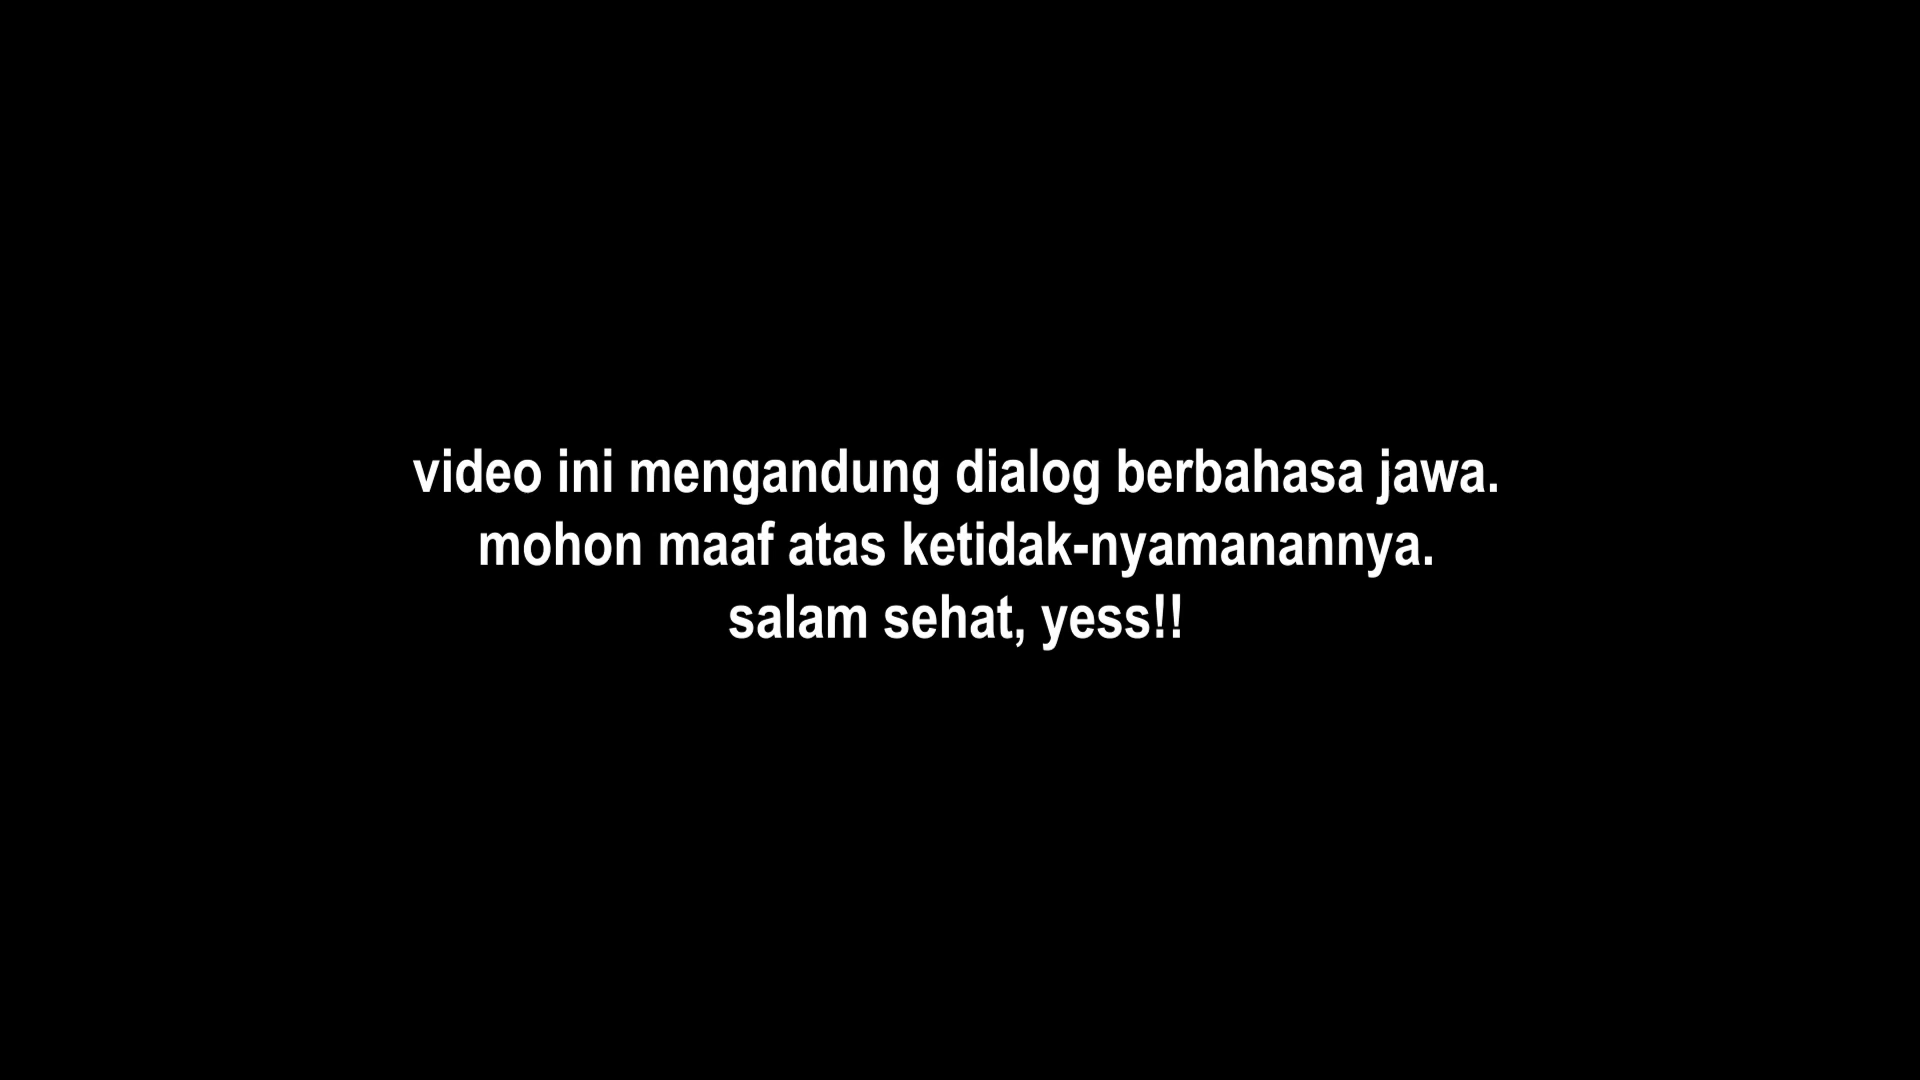 video ini mengandung dialog berbahasa jawa.
mohon maaf atas ketidak-nyamanannya.
salam sehat, yess!!